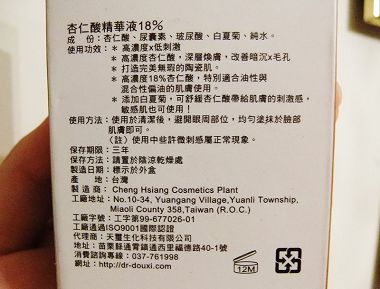 杏仁酸精華液18%
成　份：杏仁酸、尿囊素、玻尿酸、白夏菊、純水。
使用功效：＊高濃度x低刺激
＊高濃度杏仁酸，深層煥膚，改善暗沉x毛孔
＊打造完美無瑕的陶瓷肌。
＊高濃度18%杏仁酸，特別適合油性與
混合性偏油的肌膚使用。
＊添加白夏菊，可舒緩杏仁酸帶給肌膚的刺激感，
敏感肌也可使用！
使用方法：使用於清潔後，避開眼周部位，均勻塗抹於臉部
肌膚即可。
（註）使用中些許微刺感屬正常現象。
保存期限：三年
保存方法：請置於陰涼乾燥處
製造日期：標示於外盒
產　地：台灣
製造商：Cheng Hsiang Cosmetics Plant
工廠地址：No.10-34, Yuangang Village,Yuanli Township,
Miaoli County 358,Taiwan (R.O.C.)
工廠字號：工字第99-677026-01
工廠通過ISO9001國際認證
代理商：天璽生化科技有限公司
地址：苗栗縣通霄鎮通西里福德路40-1號
消費諮詢專線：037-761998
網址：http://dr-douxi.com
12M